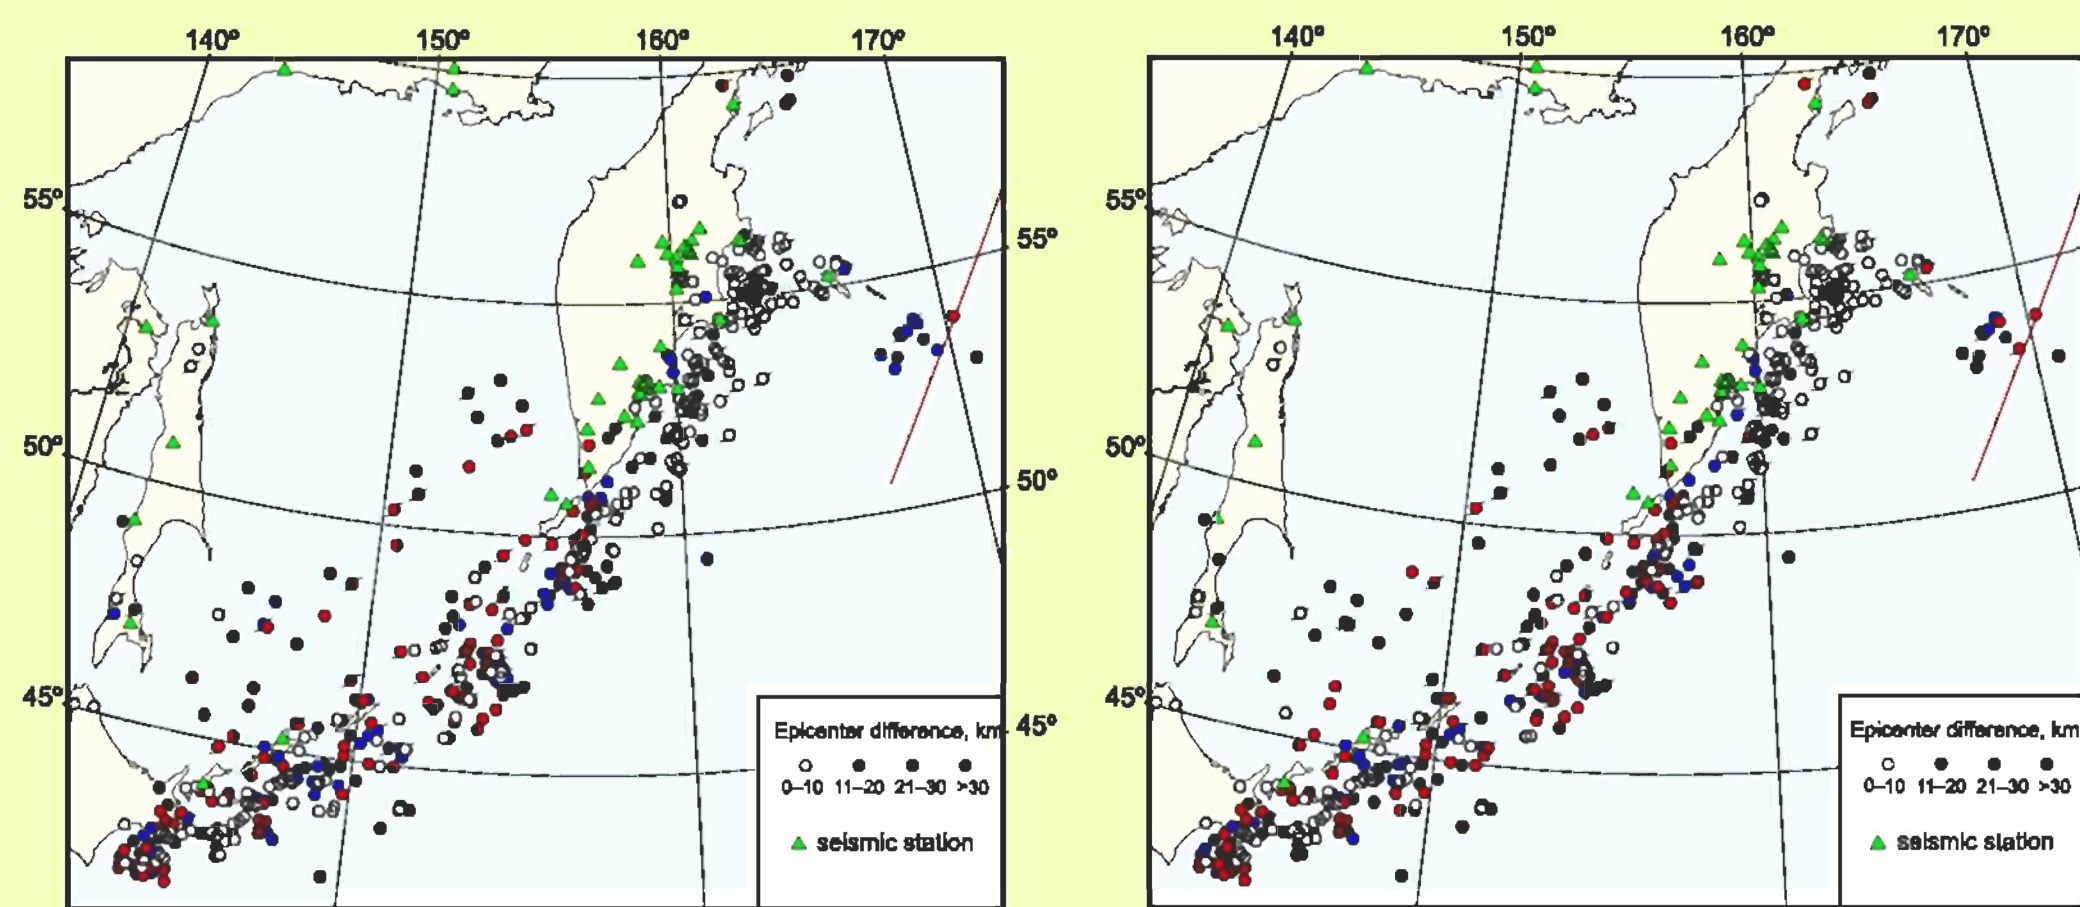 140° 150° 160° 170°
55°
55°
50°
50°
45°
45°
Epicenter difference, km
0–10 11–20 21–30 >30
seismic station
140° 150° 160° 170°
55°
50°
45°
Epicenter difference, km
0–10 11–20 21–30 >30
seismic station